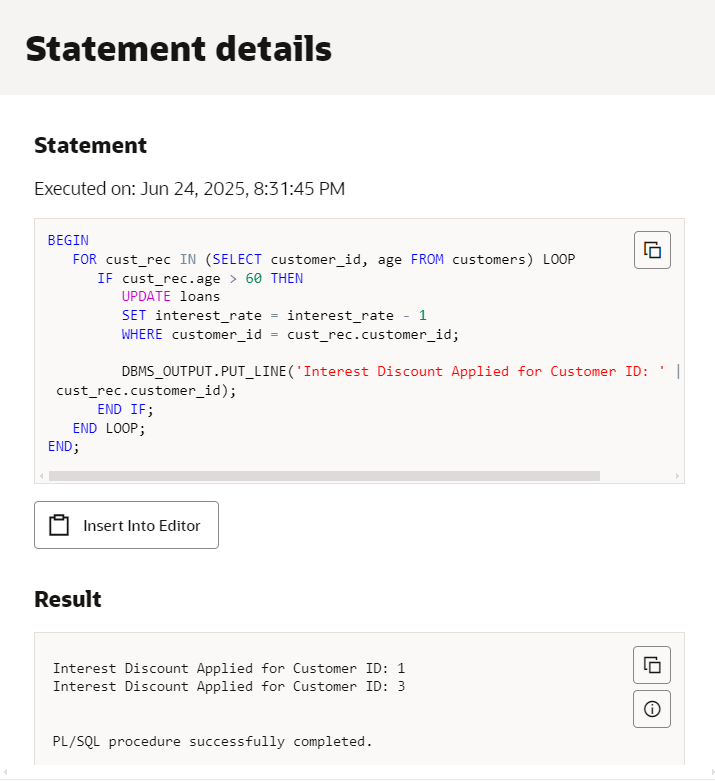 Statement details
Statement
Executed on: Jun 24, 2025, 8:31:45 PM
BEGIN
   FOR cust_rec IN (SELECT customer_id, age FROM customers) LOOP
      IF cust_rec.age > 60 THEN
         UPDATE loans
         SET interest_rate = interest_rate - 1
         WHERE customer_id = cust_rec.customer_id;

         DBMS_OUTPUT.PUT_LINE('Interest Discount Applied for Customer ID: ' |
 cust_rec.customer_id);
      END IF;
   END LOOP;
END;
Insert Into Editor
Result
Interest Discount Applied for Customer ID: 1
Interest Discount Applied for Customer ID: 3
PL/SQL procedure successfully completed.